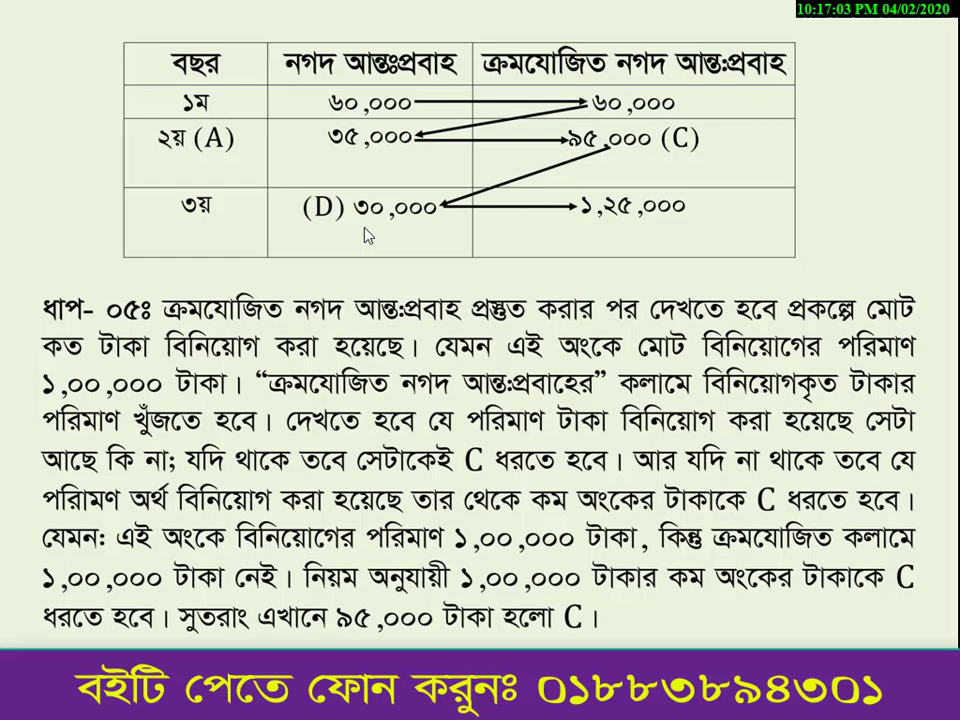 10:17:03 PM 04/02/2020
বছর নগদ আন্তঃপ্রবাহ ক্রমযোজিত নগদ আন্ত:প্রবাহ
১ম ৬০,০০০ ৬০,০০০
২য় (A) ৩৫,০০০ ৯৫,০০০ (C)
৩য় (D) ৩০,০০০ ১,২৫,০০০
ধাপ- ০৫ঃ ক্রমযোজিত নগদ আন্ত:প্রবাহ প্রস্তুত করার পর দেখতে হবে প্রকল্পে মোট
কত টাকা বিনিয়োগ করা হয়েছে। যেমন এই অংকে মোট বিনিয়োগের পরিমাণ
১,০০,০০০ টাকা। “ক্রমযোজিত নগদ আন্ত:প্রবাহের” কলামে বিনিয়োগকৃত টাকার
পরিমাণ খুঁজতে হবে। দেখতে হবে যে পরিমাণ টাকা বিনিয়োগ করা হয়েছে সেটা
আছে কি না; যদি থাকে তবে সেটাকেই C ধরতে হবে। আর যদি না থাকে তবে যে
পরিামণ অর্থ বিনিয়োগ করা হয়েছে তার থেকে কম অংকের টাকাকে C ধরতে হবে।
যেমন: এই অংকে বিনিয়োগের পরিমাণ ১,০০,০০০ টাকা, কিন্তু ক্রমযোজিত কলামে
১,০০,০০০ টাকা নেই। নিয়ম অনুযায়ী ১,০০,০০০ টাকার কম অংকের টাকাকে C
ধরতে হবে। সুতরাং এখানে ৯৫,০০০ টাকা হলো C।
বইটি পেতে ফোন করুনঃ ০১৮৮৩৮৯৪৩০১